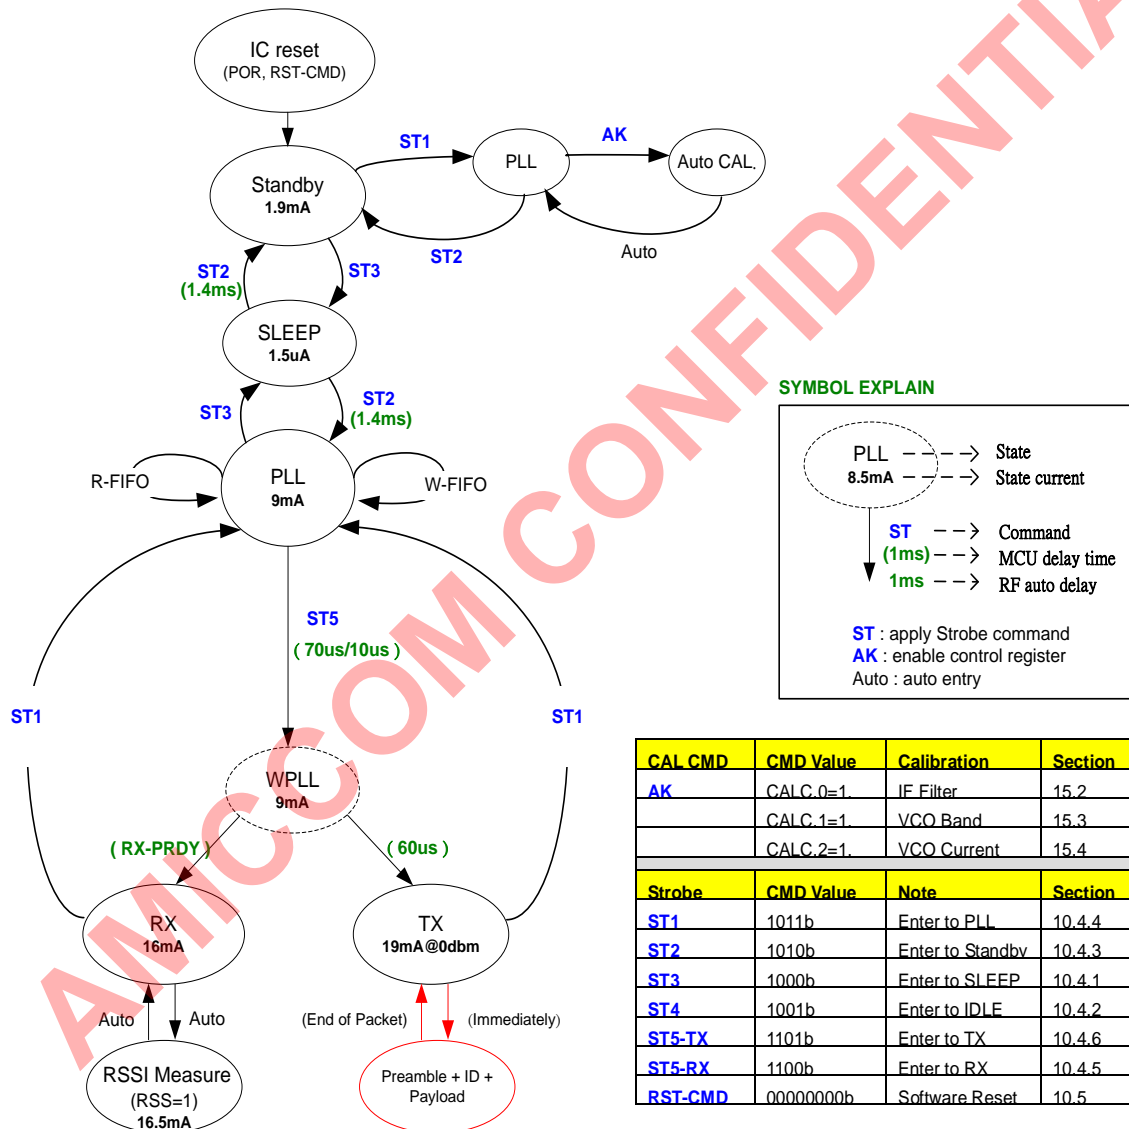 IC reset
(POR, RST-CMD)
ST1
AK
PLL
Auto CAL.
Standby
1.9mA
ST2
Auto
ST2
(1.4ms)
ST3
SLEEP
1.5uA
ST3
ST2
(1.4ms)
PLL
9mA
R-FIFO
W-FIFO
ST5
( 70us/10us )
ST1
ST1
WPLL
9mA
( RX-PRDY )
( 60us )
RX
16mA
TX
19mA@0dbm
Auto
Auto
(End of Packet)
(Immediately)
RSSI Measure
(RSS=1)
16.5mA
Preamble + ID +
Payload
SYMBOL EXPLAIN
PLL
8.5mA
State
State current
ST
Command
(1ms)
MCU delay time
1ms
RF auto delay
ST : apply Strobe command
AK : enable control register
Auto : auto entry
CAL CMD CMD Value Calibration Section
AK CALC.0=1. IF Filter 15.2
CALC.1=1. VCO Band 15.3
CALC.2=1. VCO Current 15.4
Strobe CMD Value Note Section
ST1 1011b Enter to PLL 10.4.4
ST2 1010b Enter to Standby 10.4.3
ST3 1000b Enter to SLEEP 10.4.1
ST4 1001b Enter to IDLE 10.4.2
ST5-TX 1101b Enter to TX 10.4.6
ST5-RX 1100b Enter to RX 10.4.5
RST-CMD 00000000b Software Reset 10.5
AMICCOM CONFIDENTIA